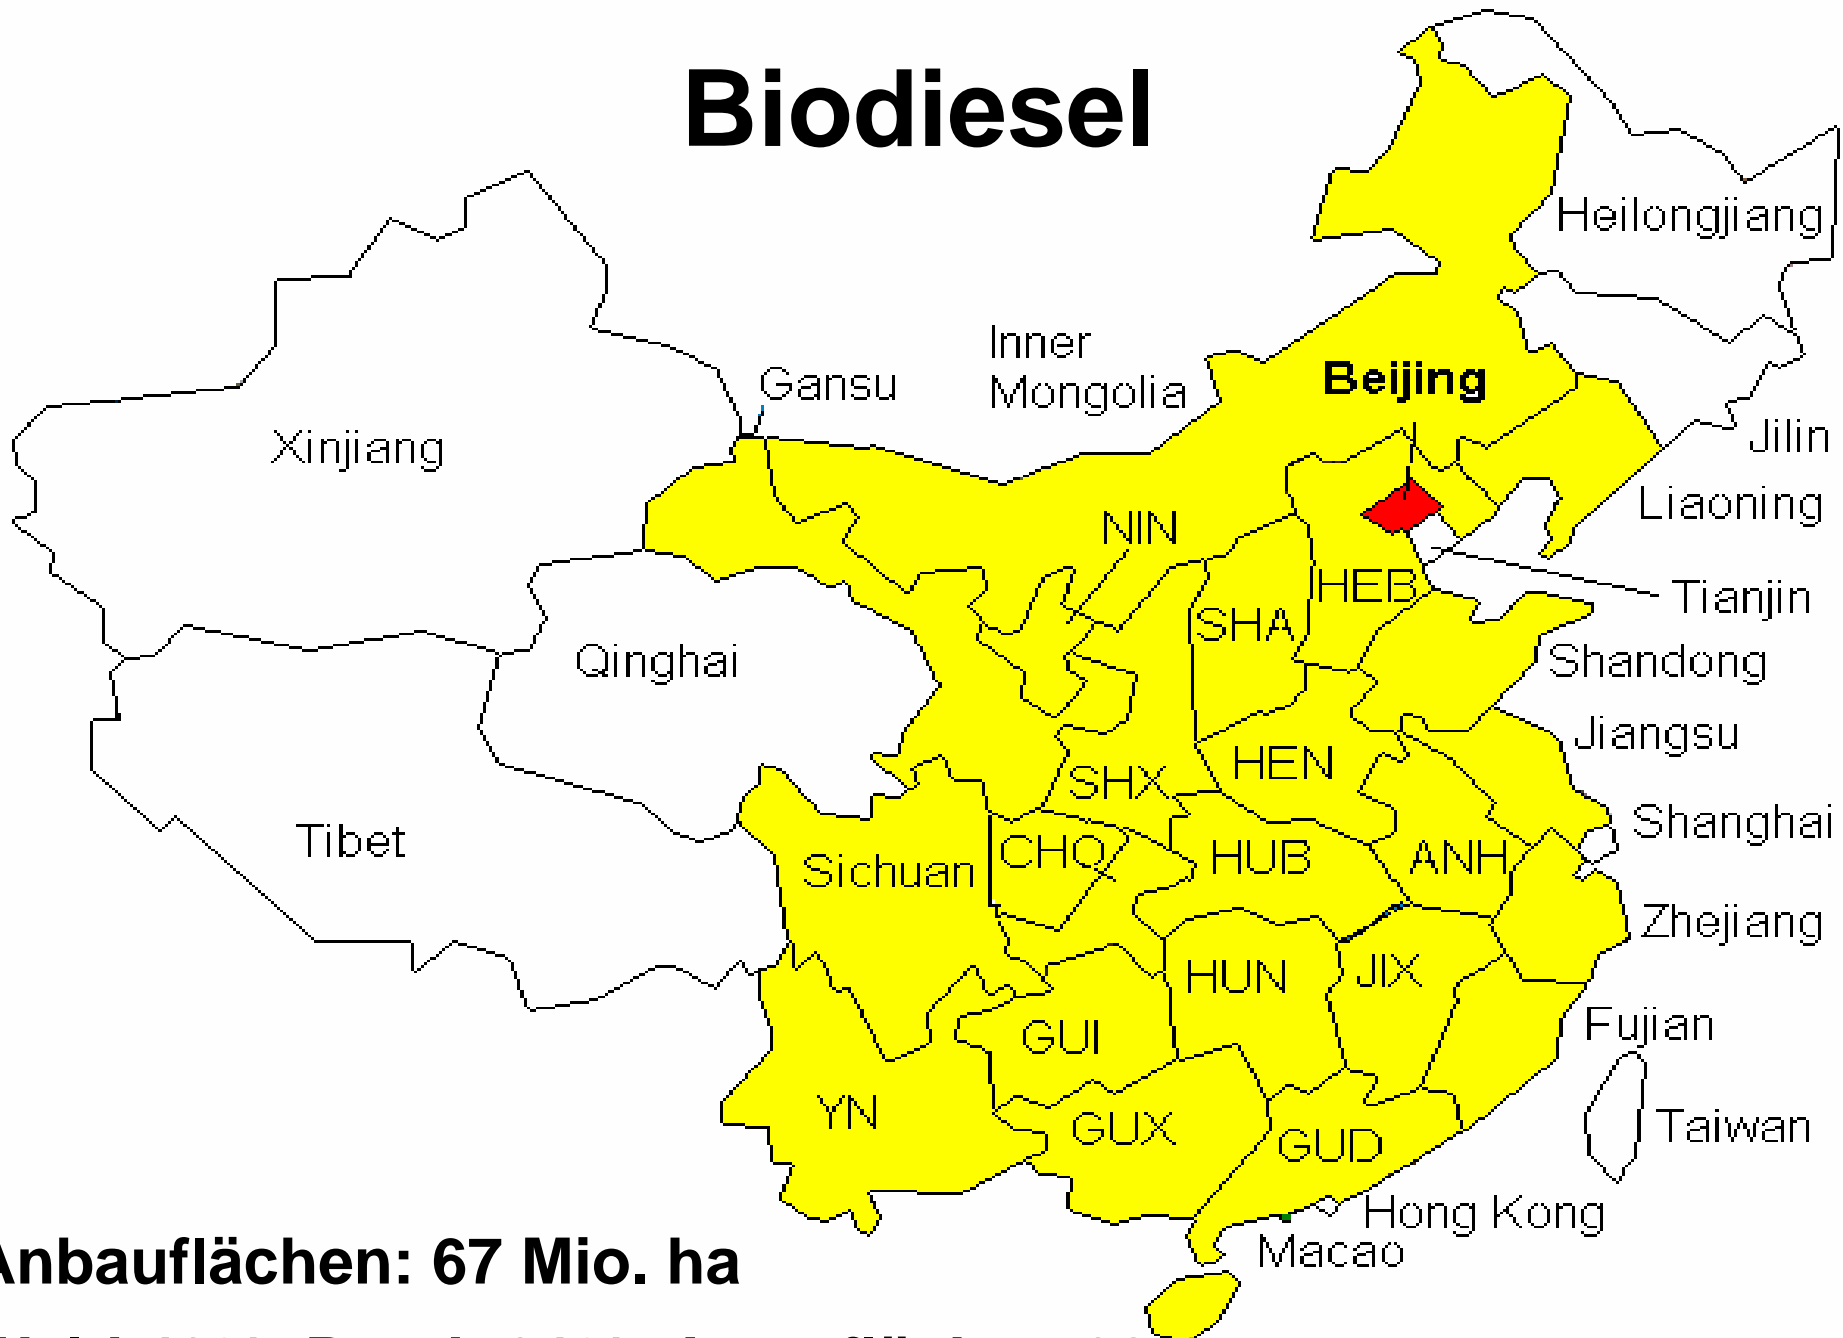 Biodiesel
Heilongjiang
Inner
Mongolia
Gansu
Beijing
Xinjiang
Jilin
Liaoning
NIN
HEB
Tianjin
SHA
Qinghai
Shandong
Jiangsu
HEN
SHX
Shanghai
Tibet
Sichuan
CHQ
HUB
ANH
Zhejiang
HUN
JIX
Fujian
GUI
YN
GUX
GUD
Taiwan
Hong Kong
Macao
Anbauflächen: 67 Mio. ha